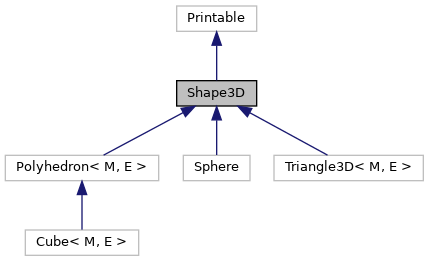 Printable
Shape3D
Polyhedron< M, E >
Sphere
Triangle3D< M, E >
Cube< M, E >